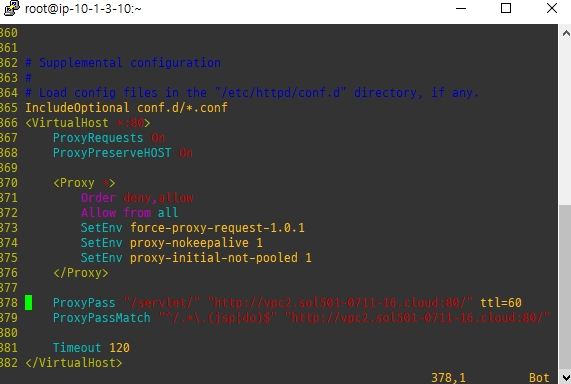 root@ip-10-1-3-10:~
360
361
362 # Supplemental configuration
363 #
364 # Load config files in the "/etc/httpd/conf.d" directory, if any.
365 IncludeOptional conf.d/*.conf
366 <VirtualHost *:80>
367     ProxyRequests On
368     ProxyPreserveHOST On
369
370     <Proxy *>
371         Order deny,allow
372         Allow from all
373         SetEnv force-proxy-request-1.0.1
374         SetEnv proxy-nokeepalive 1
375         SetEnv proxy-initial-not-pooled 1
376     </Proxy>
377
378     ProxyPass "/servlet/" "http://vpc2.sol501-0711-16.cloud:80/" ttl=60
379     ProxyPassMatch "^/.*\.(jsp|do)$" "http://vpc2.sol501-0711-16.cloud:80/"
380
381     Timeout 120
382 </VirtualHost>
378,1 Bot